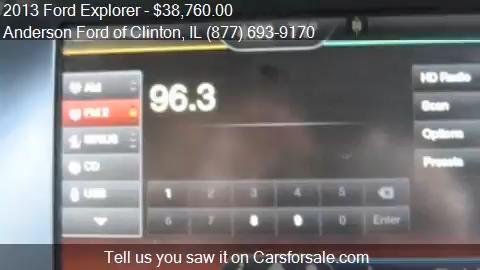 2013 Ford Explorer - $38,760.00
Anderson Ford of Clinton, IL (877) 693-9170
AM
FM 2
SIRIUS
CD
USB
96.3
HD Radio
Scan
Options
Presets
1 2 3 4 5
6 7 8 9 0 Enter
Tell us you saw it on Carsforsale.com